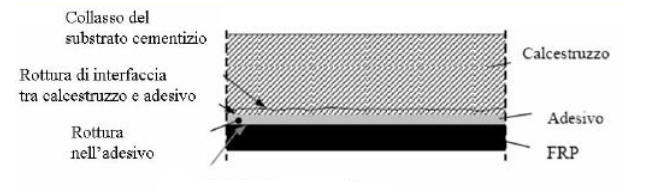 Collasso del
substrato cementizio
Rottura di interfaccia
tra calcestruzzo e adesivo
Rottura
nell'adesivo
Calcestruzzo
Adesivo
FRP